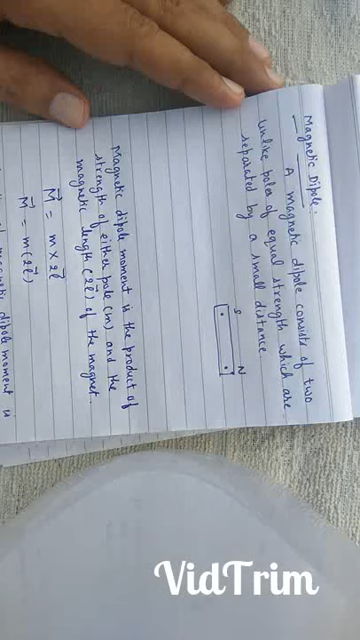 Magnetic Dipole.
A magnetic dipole consists of two
unlike poles of equal strength which are
separated by a small distance.
S N
Magnetic dipole moment is the product of
strength of either pole (m) and the
magnetic length (2l⃗) of the magnet.
M⃗ = m × 2l⃗
M⃗ = m(2l⃗)
magnetic dipole moment is
VidTrim